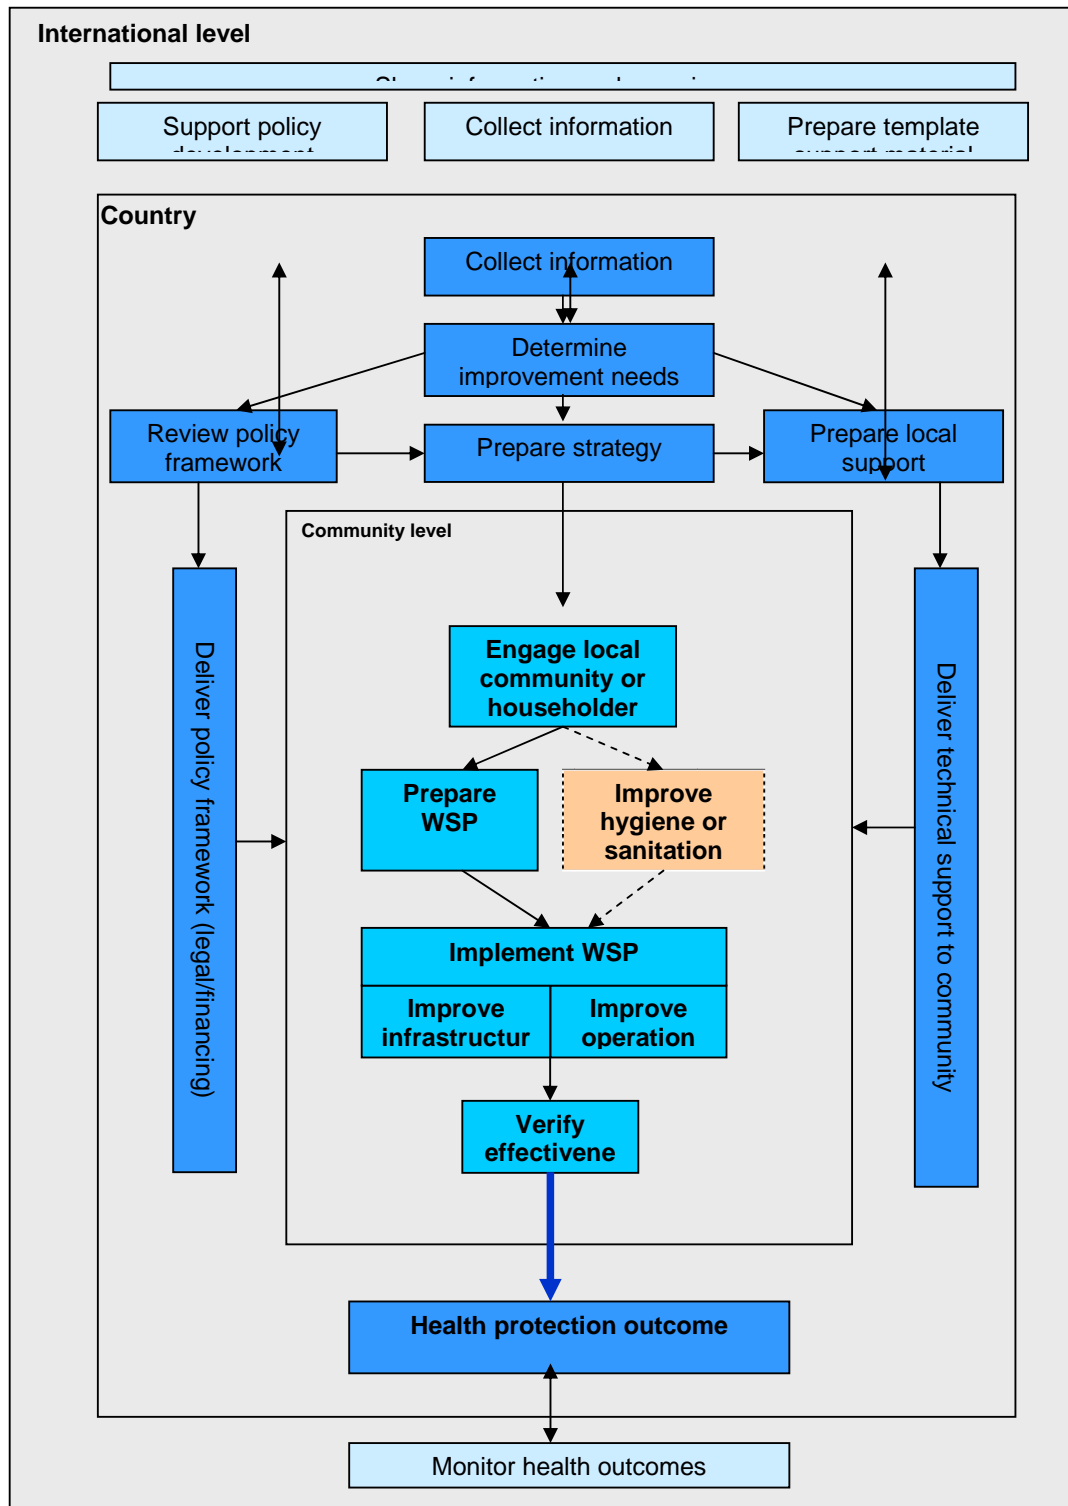 International level
Support policy
development
Collect information
Prepare template
support material
Country
Collect information
Determine
improvement needs
Review policy
framework
Prepare strategy
Prepare local
support
Community level
Engage local
community or
householder
Prepare
WSP
Improve
hygiene or
sanitation
Implement WSP
Improve
infrastructur
Improve
operation
Verify
effectivene
Deliver policy framework (legal/financing)
Deliver technical support to community
Health protection outcome
Monitor health outcomes